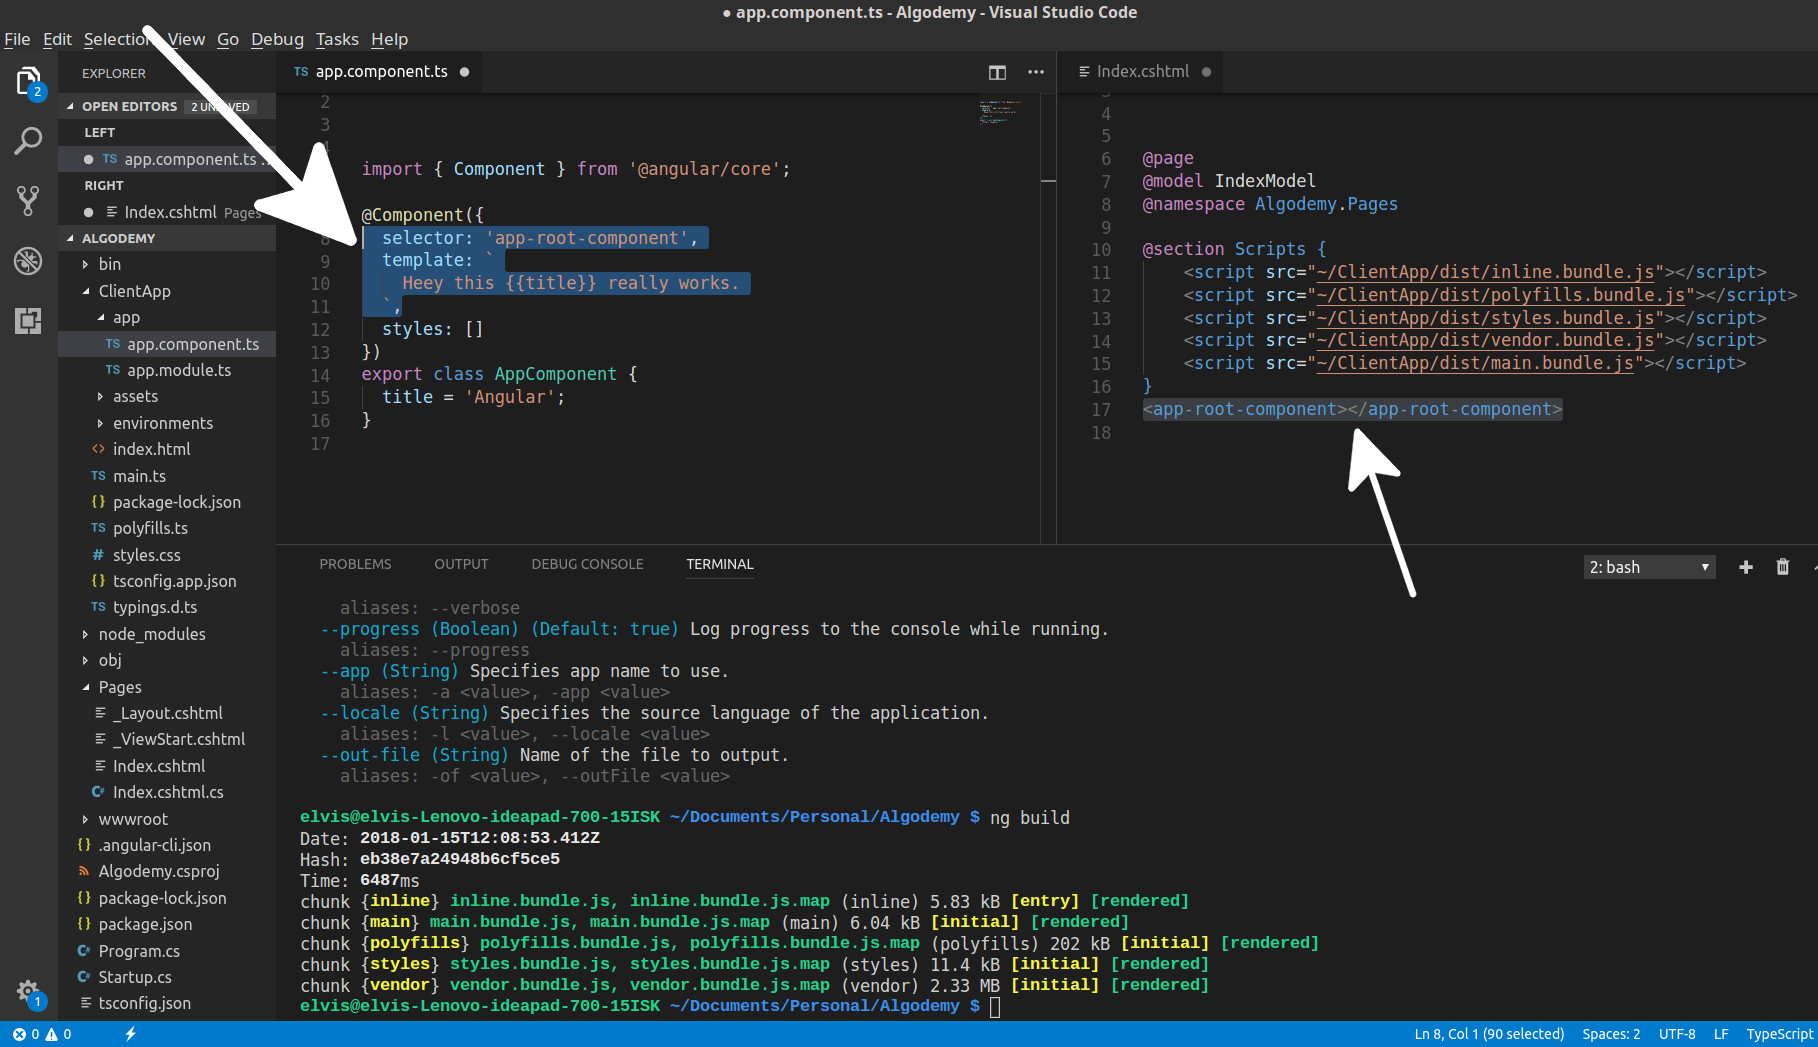 ● app.component.ts - Algodemy - Visual Studio Code
File Edit Selection View Go Debug Tasks Help
2
EXPLORER
OPEN EDITORS
LEFT
TS app.component.ts ...
RIGHT
Index.cshtml Pages
ALGODEMY
bin
ClientApp
app
TS app.component.ts
TS app.module.ts
assets
environments
<> index.html
TS main.ts
{} package-lock.json
TS polyfills.ts
# styles.css
{} tsconfig.app.json
TS typings.d.ts
node_modules
obj
Pages
_Layout.cshtml
_ViewStart.cshtml
Index.cshtml
C# Index.cshtml.cs
wwwroot
{} .angular-cli.json
Algodemy.csproj
{} package-lock.json
{} package.json
C# Program.cs
C# Startup.cs
tsconfig.json
1
TS app.component.ts ●
2
3
import { Component } from '@angular/core';
@Component({
8 selector: 'app-root-component',
9 template: `
10 Heey this {{title}} really works.
11 `,
12 styles: []
13 })
14 export class AppComponent {
15 title = 'Angular';
16 }
17
Index.cshtml ●
4
5
6 @page
7 @model IndexModel
8 @namespace Algodemy.Pages
9
10 @section Scripts {
11 <script src="~/ClientApp/dist/inline.bundle.js"></script>
12 <script src="~/ClientApp/dist/polyfills.bundle.js"></script>
13 <script src="~/ClientApp/dist/styles.bundle.js"></script>
14 <script src="~/ClientApp/dist/vendor.bundle.js"></script>
15 <script src="~/ClientApp/dist/main.bundle.js"></script>
16 }
17 <app-root-component></app-root-component>
18
PROBLEMS OUTPUT DEBUG CONSOLE TERMINAL
2: bash
aliases: --verbose
--progress (Boolean) (Default: true) Log progress to the console while running.
aliases: --progress
--app (String) Specifies app name to use.
aliases: -a <value>, -app <value>
--locale (String) Specifies the source language of the application.
aliases: -l <value>, --locale <value>
--out-file (String) Name of the file to output.
aliases: -of <value>, --outFile <value>
elvis@elvis-Lenovo-ideapad-700-15ISK ~/Documents/Personal/Algodemy $ ng build
Date: 2018-01-15T12:08:53.412Z
Hash: eb38e7a24948b6cf5ce5
Time: 6487ms
chunk {inline} inline.bundle.js, inline.bundle.js.map (inline) 5.83 kB [entry] [rendered]
chunk {main} main.bundle.js, main.bundle.js.map (main) 6.04 kB [initial] [rendered]
chunk {polyfills} polyfills.bundle.js, polyfills.bundle.js.map (polyfills) 202 kB [initial] [rendered]
chunk {styles} styles.bundle.js, styles.bundle.js.map (styles) 11.4 kB [initial] [rendered]
chunk {vendor} vendor.bundle.js, vendor.bundle.js.map (vendor) 2.33 MB [initial] [rendered]
elvis@elvis-Lenovo-ideapad-700-15ISK ~/Documents/Personal/Algodemy $
0 0 Ln 8, Col 1 (90 selected) Spaces: 2 UTF-8 LF TypeScript